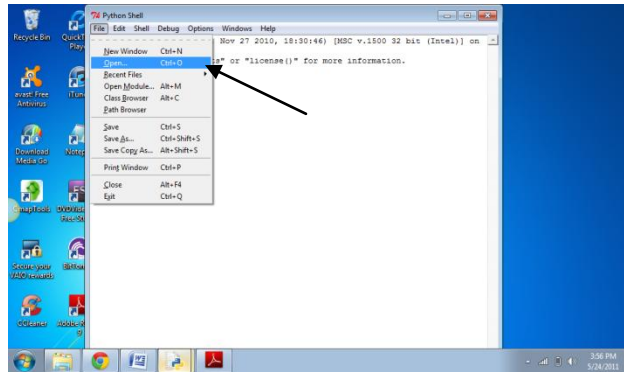 Python Shell
File Edit Shell Debug Options Windows Help
Nov 27 2010, 18:30:46) [MSC v.1500 32 bit (Intel)] on
" or "license()" for more information.
New Window Ctrl+N
Open... Ctrl+O
Recent Files
Open Module... Alt+M
Class Browser Alt+C
Path Browser
Save Ctrl+S
Save As... Ctrl+Shift+S
Save Copy As... Alt+Shift+S
Print Window Ctrl+P
Close Alt+F4
Exit Ctrl+Q
Recycle Bin
avast! Free
Antivirus
Download
Media Go
SnapTools
Secure your
VAIO rewards
CCleaner
3:56 PM
5/24/2011